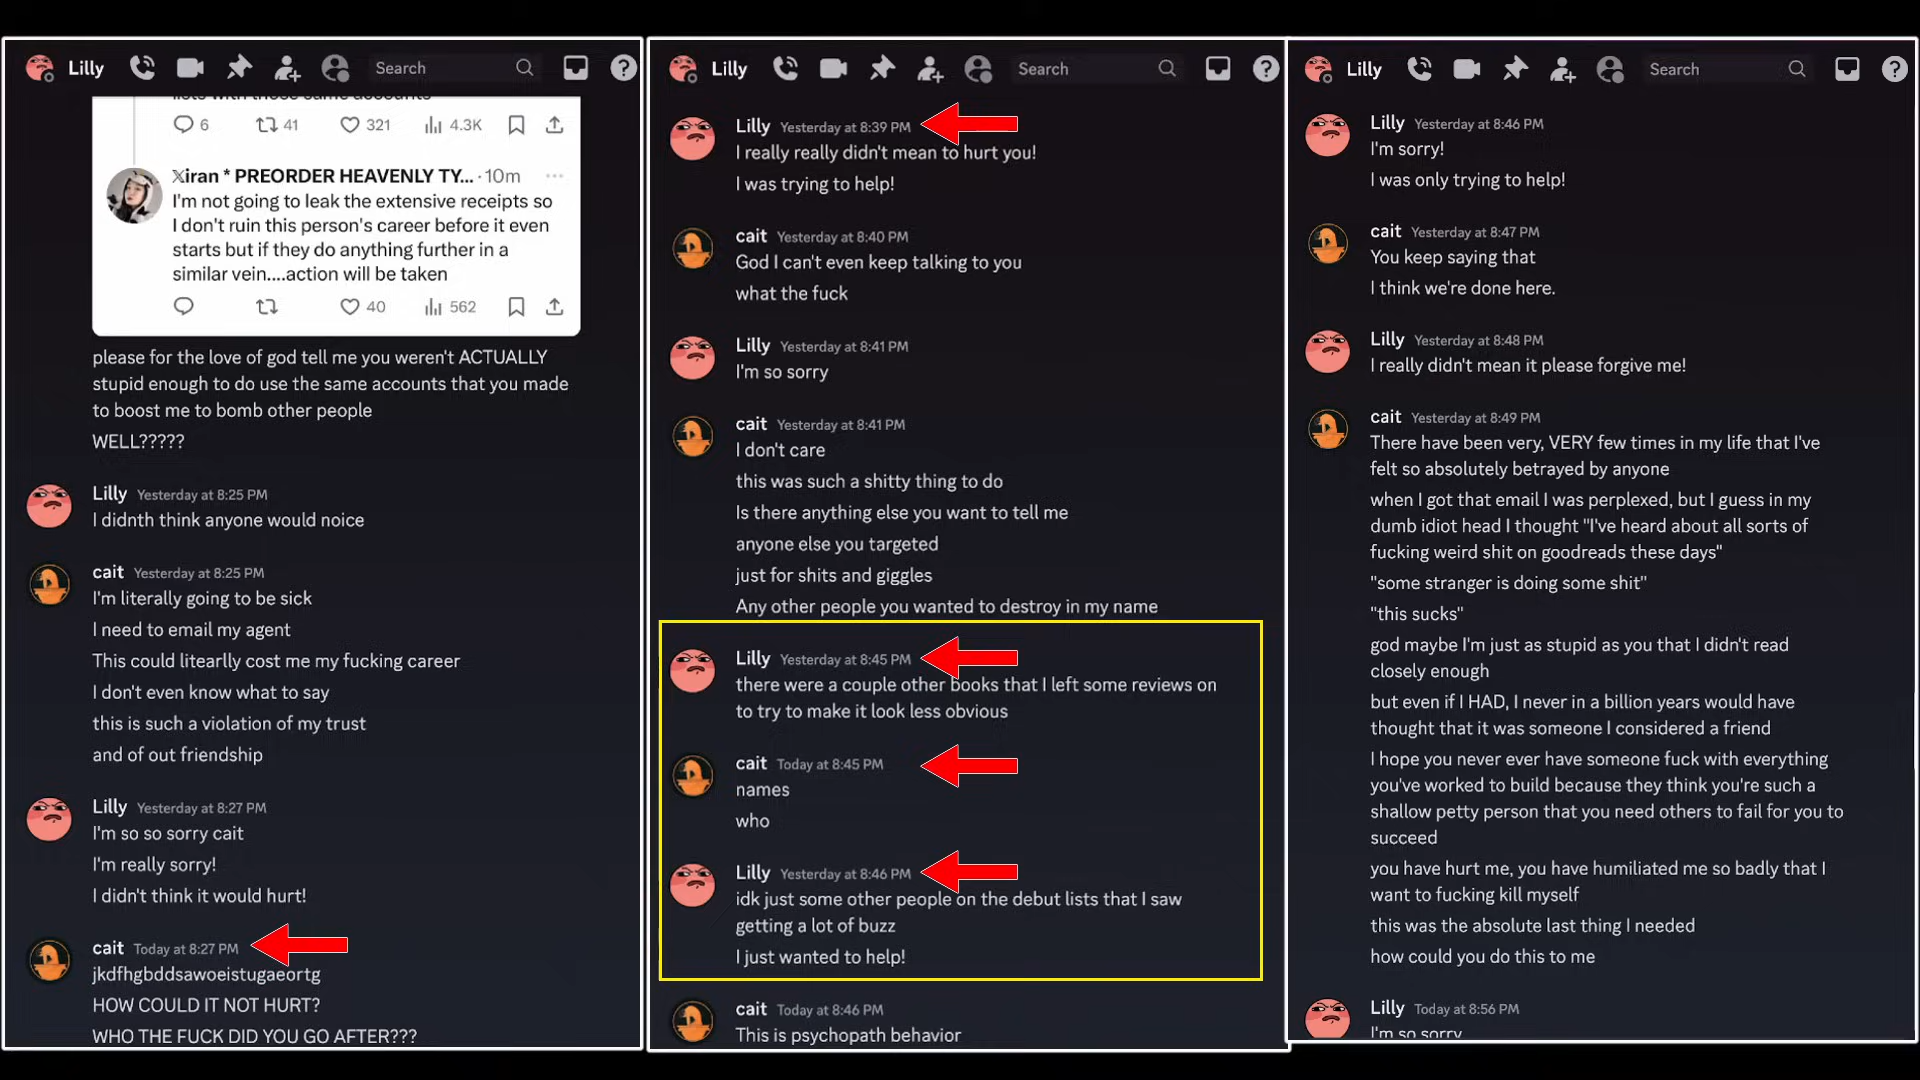 Lilly
Search
lists with those same accounts
6
41
321
4.3K
𝕏iran * PREORDER HEAVENLY TY... · 10m
I'm not going to leak the extensive receipts so
I don't ruin this person's career before it even
starts but if they do anything further in a
similar vein....action will be taken
40
562
please for the love of god tell me you weren't ACTUALLY
stupid enough to do use the same accounts that you made
to boost me to bomb other people
WELL?????
Lilly Yesterday at 8:25 PM
I didnth think anyone would noice
cait Yesterday at 8:25 PM
I'm literally going to be sick
I need to email my agent
This could litearlly cost me my fucking career
I don't even know what to say
this is such a violation of my trust
and of out friendship
Lilly Yesterday at 8:27 PM
I'm so so sorry cait
I'm really sorry!
I didn't think it would hurt!
cait Today at 8:27 PM
jkdfhgbddsawoeistugaeortg
HOW COULD IT NOT HURT?
WHO THE FUCK DID YOU GO AFTER???
Lilly
Search
Lilly Yesterday at 8:39 PM
I really really didn't mean to hurt you!
I was trying to help!
cait Yesterday at 8:40 PM
God I can't even keep talking to you
what the fuck
Lilly Yesterday at 8:41 PM
I'm so sorry
cait Yesterday at 8:41 PM
I don't care
this was such a shitty thing to do
Is there anything else you want to tell me
anyone else you targeted
just for shits and giggles
Any other people you wanted to destroy in my name
Lilly Yesterday at 8:45 PM
there were a couple other books that I left some reviews on
to try to make it look less obvious
cait Today at 8:45 PM
names
who
Lilly Yesterday at 8:46 PM
idk just some other people on the debut lists that I saw
getting a lot of buzz
I just wanted to help!
cait Today at 8:46 PM
This is psychopath behavior
Lilly
Search
Lilly Yesterday at 8:46 PM
I'm sorry!
I was only trying to help!
cait Yesterday at 8:47 PM
You keep saying that
I think we're done here.
Lilly Yesterday at 8:48 PM
I really didn't mean it please forgive me!
cait Yesterday at 8:49 PM
There have been very, VERY few times in my life that I've
felt so absolutely betrayed by anyone
when I got that email I was perplexed, but I guess in my
dumb idiot head I thought "I've heard about all sorts of
fucking weird shit on goodreads these days"
"some stranger is doing some shit"
"this sucks"
god maybe I'm just as stupid as you that I didn't read
closely enough
but even if I HAD, I never in a billion years would have
thought that it was someone I considered a friend
I hope you never ever have someone fuck with everything
you've worked to build because they think you're such a
shallow petty person that you need others to fail for you to
succeed
you have hurt me, you have humiliated me so badly that I
want to fucking kill myself
this was the absolute last thing I needed
how could you do this to me
Lilly Today at 8:56 PM
I'm so sorry